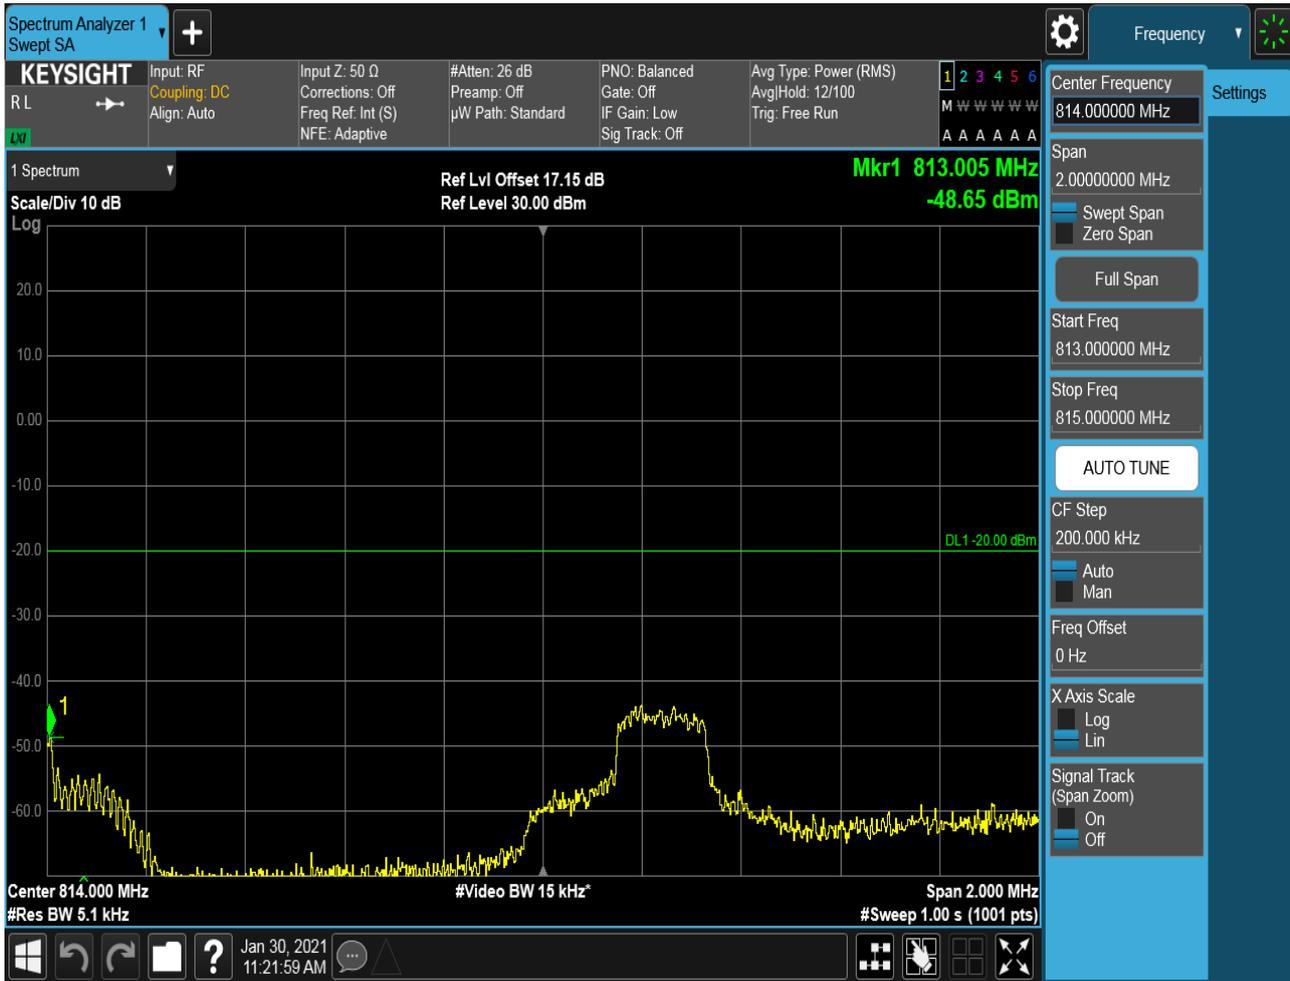 Spectrum Analyzer 1
Swept SA
Frequency
KEYSIGHT
R L
LXI
Input: RF
Coupling: DC
Align: Auto
Input Z: 50 Ω
Corrections: Off
Freq Ref: Int (S)
NFE: Adaptive
#Atten: 26 dB
Preamp: Off
µW Path: Standard
PNO: Balanced
Gate: Off
IF Gain: Low
Sig Track: Off
Avg Type: Power (RMS)
Avg|Hold: 12/100
Trig: Free Run
1 2 3 4 5 6
M W W W W W
A A A A A A
1 Spectrum
Scale/Div 10 dB
Log
Ref Lvl Offset 17.15 dB
Ref Level 30.00 dBm
Mkr1 813.005 MHz
-48.65 dBm
20.0
10.0
0.00
-10.0
-20.0
DL1 -20.00 dBm
-30.0
-40.0
1
-50.0
-60.0
Center 814.000 MHz
#Res BW 5.1 kHz
#Video BW 15 kHz*
Span 2.000 MHz
#Sweep 1.00 s (1001 pts)
?
Jan 30, 2021
11:21:59 AM
Center Frequency
814.000000 MHz
Settings
Span
2.00000000 MHz
Swept Span
Zero Span
Full Span
Start Freq
813.000000 MHz
Stop Freq
815.000000 MHz
AUTO TUNE
CF Step
200.000 kHz
Auto
Man
Freq Offset
0 Hz
X Axis Scale
Log
Lin
Signal Track
(Span Zoom)
On
Off